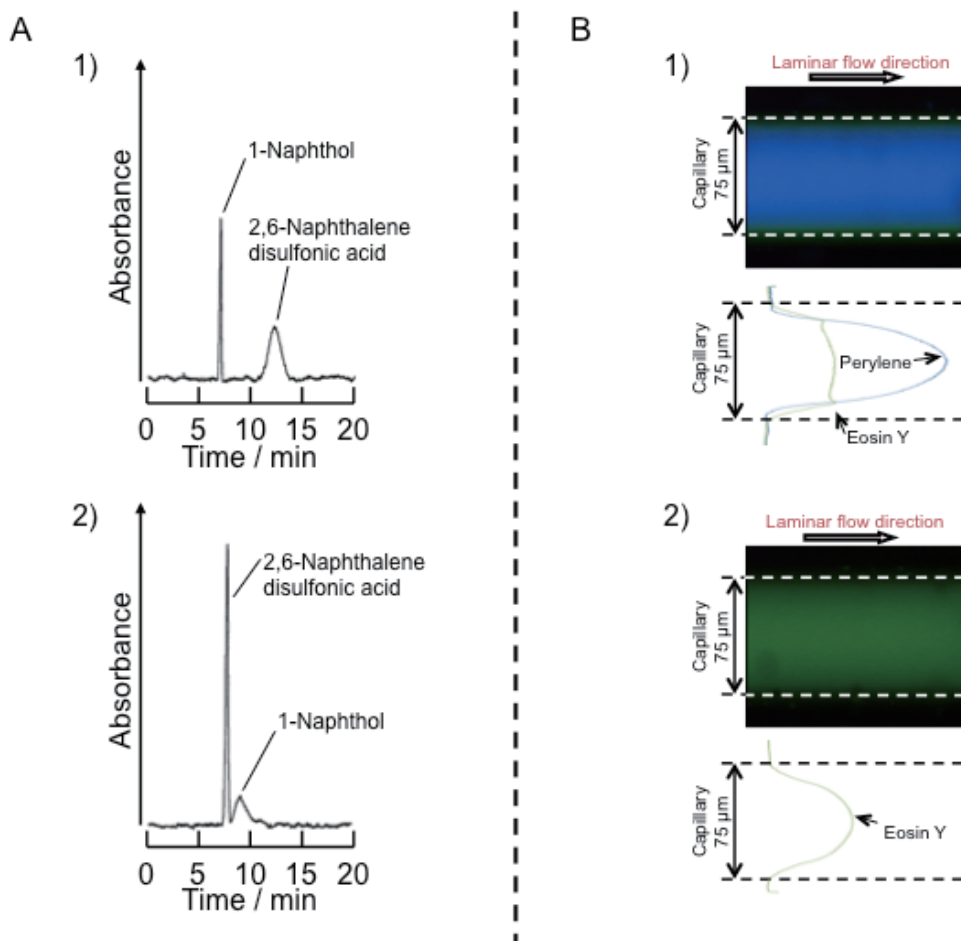 A
1)
Absorbance
1-Naphthol
2,6-Naphthalene
disulfonic acid
0 5 10 15 20
Time / min
2)
Absorbance
2,6-Naphthalene
disulfonic acid
1-Naphthol
0 5 10 15 20
Time / min
B
1)
Laminar flow direction
Capillary
75 μm
Capillary
75 μm
Perylene
Eosin Y
2)
Laminar flow direction
Capillary
75 μm
Capillary
75 μm
Eosin Y